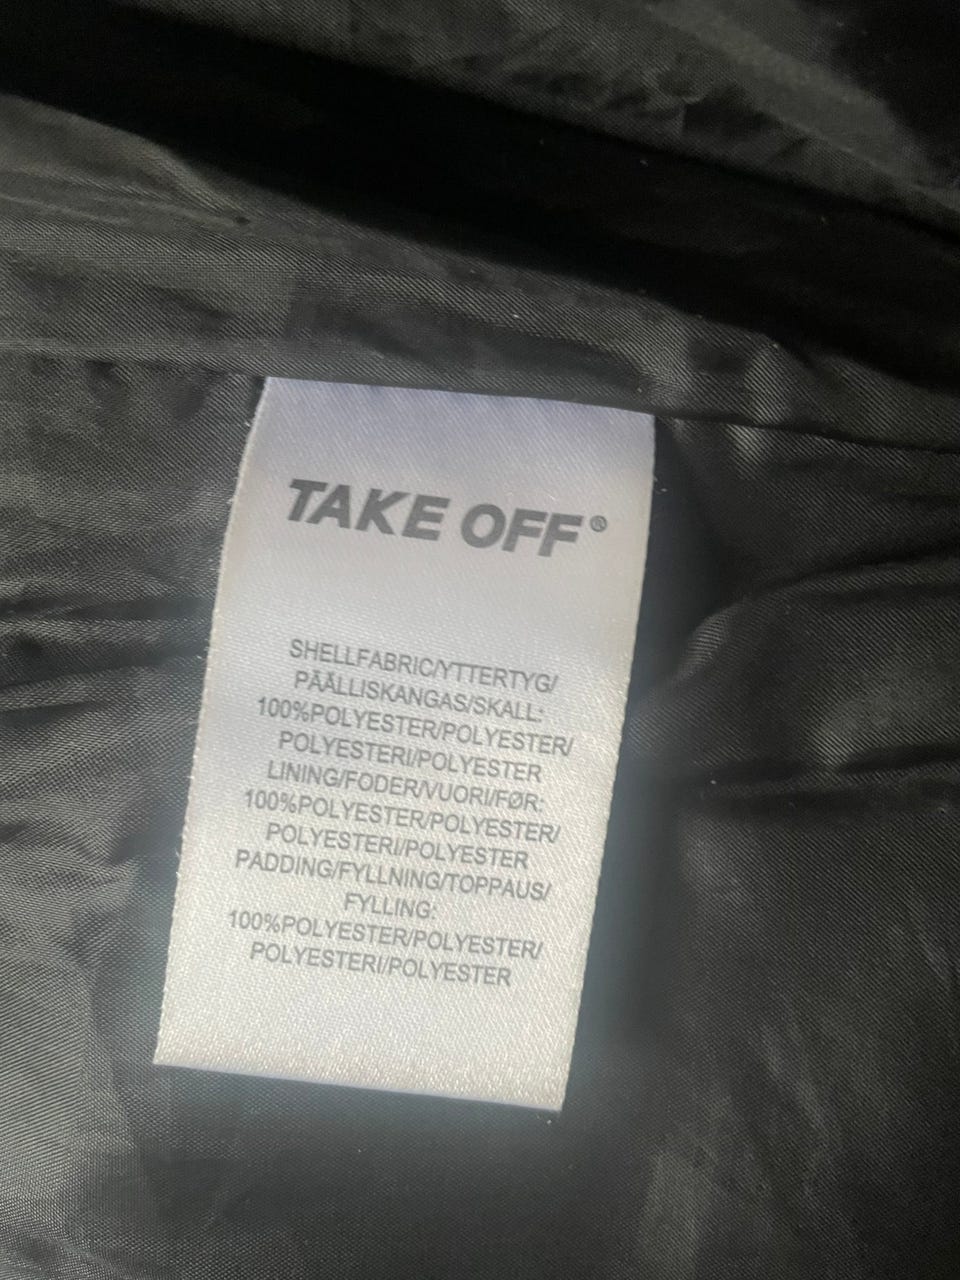 TAKE OFF®
SHELLFABRIC/YTTERTYG/
PÄÄLLISKANGAS/SKALL:
100%POLYESTER/POLYESTER/
POLYESTERI/POLYESTER
LINING/FODER/VUORI/FØR:
100%POLYESTER/POLYESTER/
POLYESTERI/POLYESTER
PADDING/FYLLNING/TOPPAUS/
FYLLING:
100%POLYESTER/POLYESTER/
POLYESTERI/POLYESTER